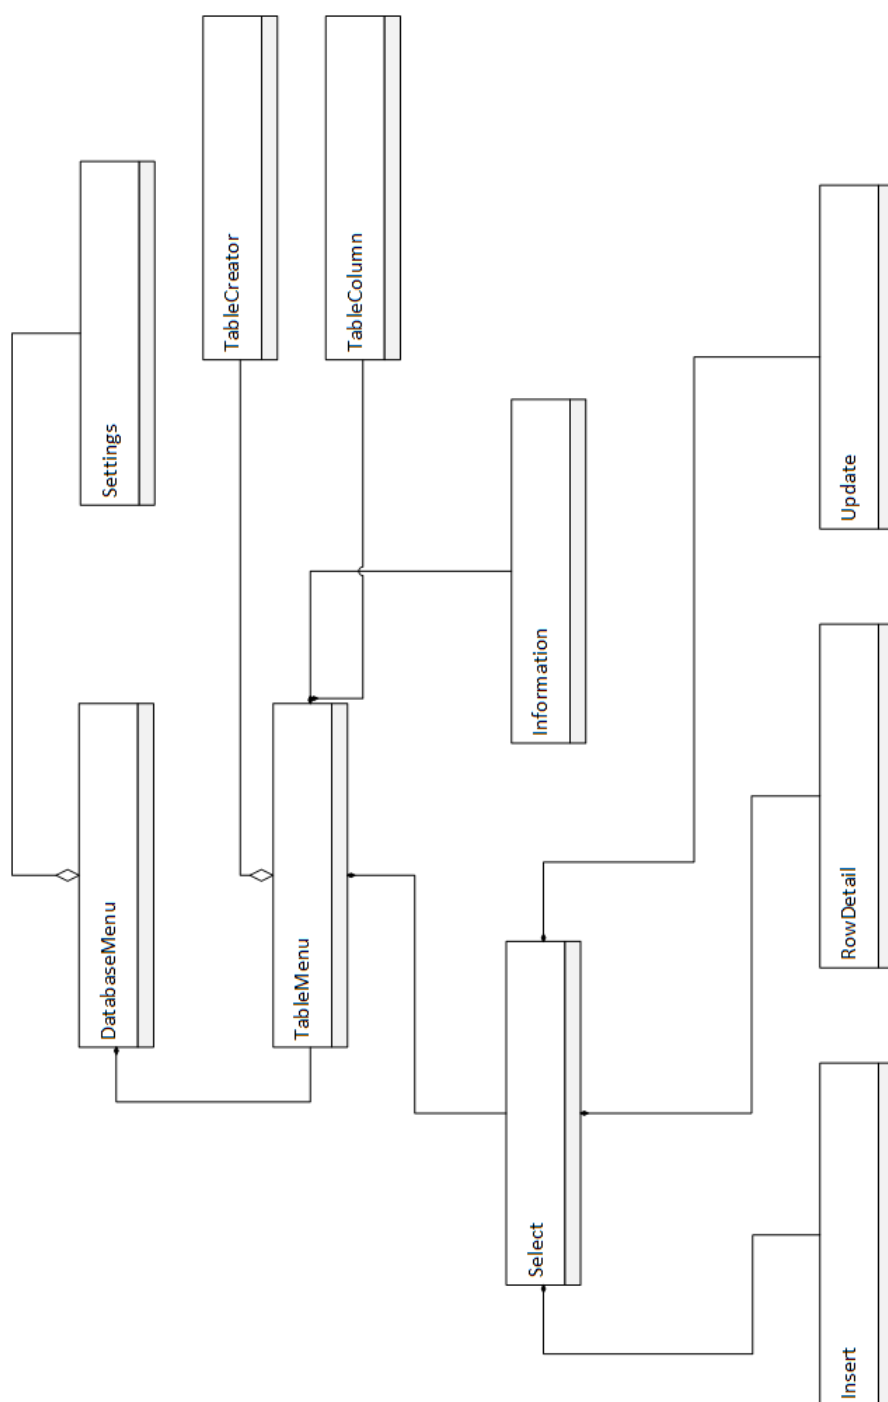 Settings
TableCreator
TableColumn
DatabaseMenu
TableMenu
Information
Update
Select
RowDetail
Insert